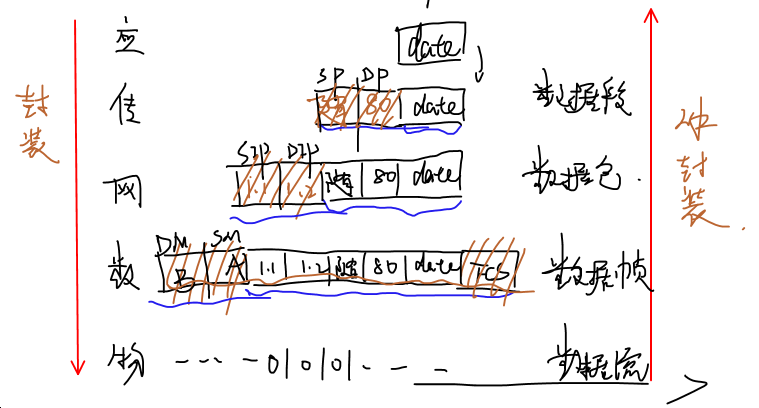 应 date
SP DP
传 随 80 date 数据段
封装
解封装
SIP DIP
网 1.1 1.2 随 80 date 数据包.
DM SM
数 B A 1.1 1.2 随 80 date FCS 数据帧
物 --- - 010101.-- - 数据流